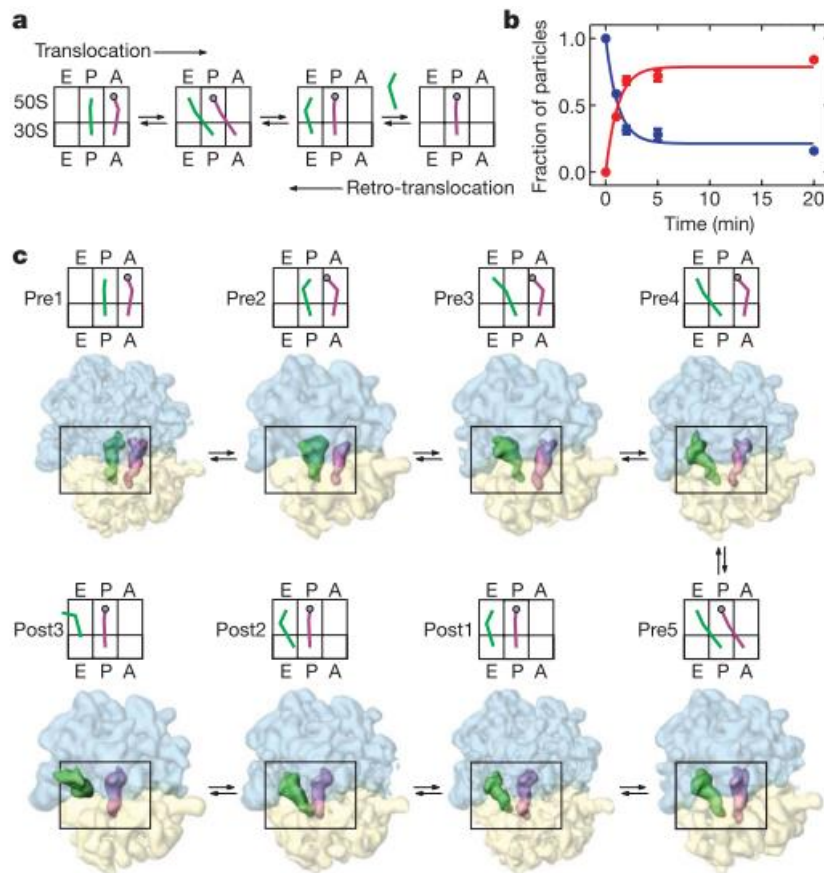 a
Translocation
E P A E P A E P A E P A
50S
30S
E P A E P A E P A E P A
Retro-translocation
b
Fraction of particles
1.0
0.5
0.0
0 5 10 15 20
Time (min)
c
E P A E P A E P A E P A
Pre1 Pre2 Pre3 Pre4
E P A E P A E P A E P A
E P A E P A E P A E P A
Post3 Post2 Post1 Pre5
E P A E P A E P A E P A